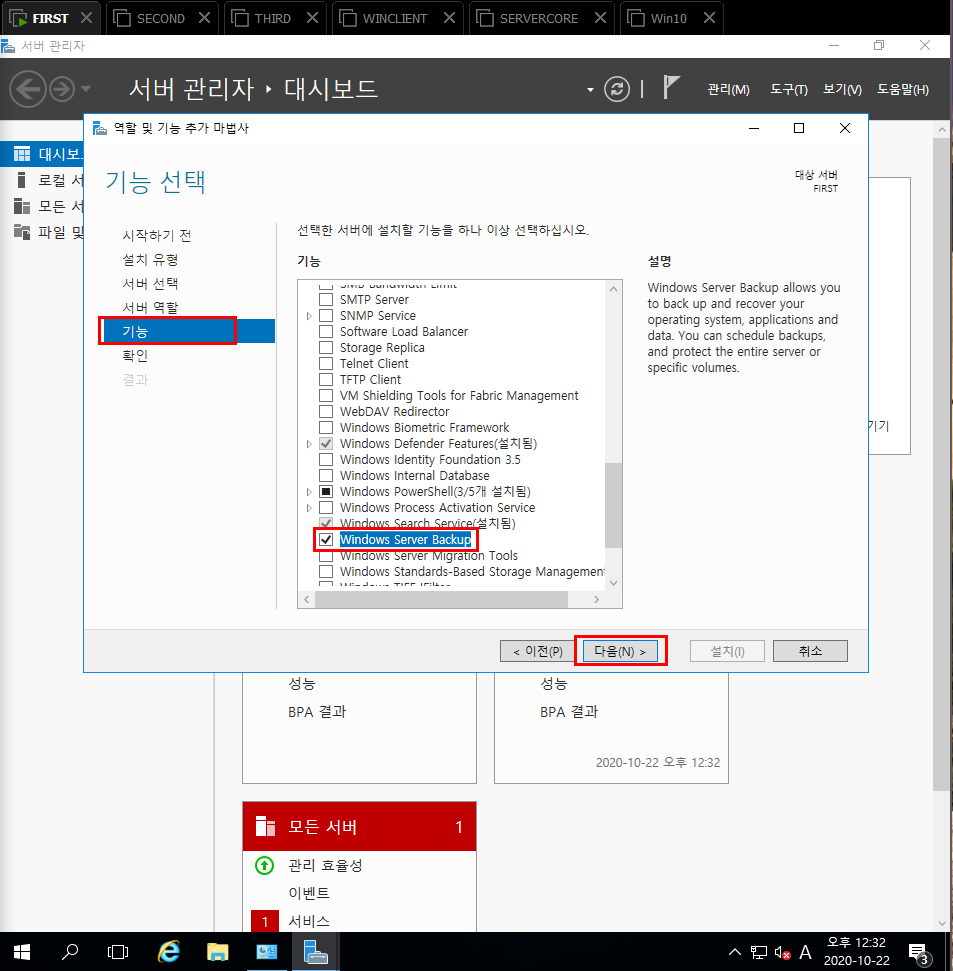 FIRST
SECOND
THIRD
WINCLIENT
SERVERCORE
Win10
서버 관리자
서버 관리자 ‣ 대시보드
관리(M)
도구(T)
보기(V)
도움말(H)
대시보
로컬 서
모든 서
파일 및
역할 및 기능 추가 마법사
기능 선택
대상 서버
FIRST
시작하기 전
설치 유형
서버 선택
서버 역할
기능
확인
결과
선택한 서버에 설치할 기능을 하나 이상 선택하십시오.
기능
SMB Bandwidth Limit
SMTP Server
SNMP Service
Software Load Balancer
Storage Replica
Telnet Client
TFTP Client
VM Shielding Tools for Fabric Management
WebDAV Redirector
Windows Biometric Framework
Windows Defender Features(설치됨)
Windows Identity Foundation 3.5
Windows Internal Database
Windows PowerShell(3/5개 설치됨)
Windows Process Activation Service
Windows Search Service(설치됨)
Windows Server Backup
Windows Server Migration Tools
Windows Standards-Based Storage Management
Windows TIFF IFilter
설명
Windows Server Backup allows you
to back up and recover your
operating system, applications and
data. You can schedule backups,
and protect the entire server or
specific volumes.
기기
< 이전(P)
다음(N) >
설치(I)
취소
성능
BPA 결과
성능
BPA 결과
2020-10-22 오후 12:32
모든 서버
1
관리 효율성
이벤트
1
서비스
A
오후 12:32
2020-10-22
3